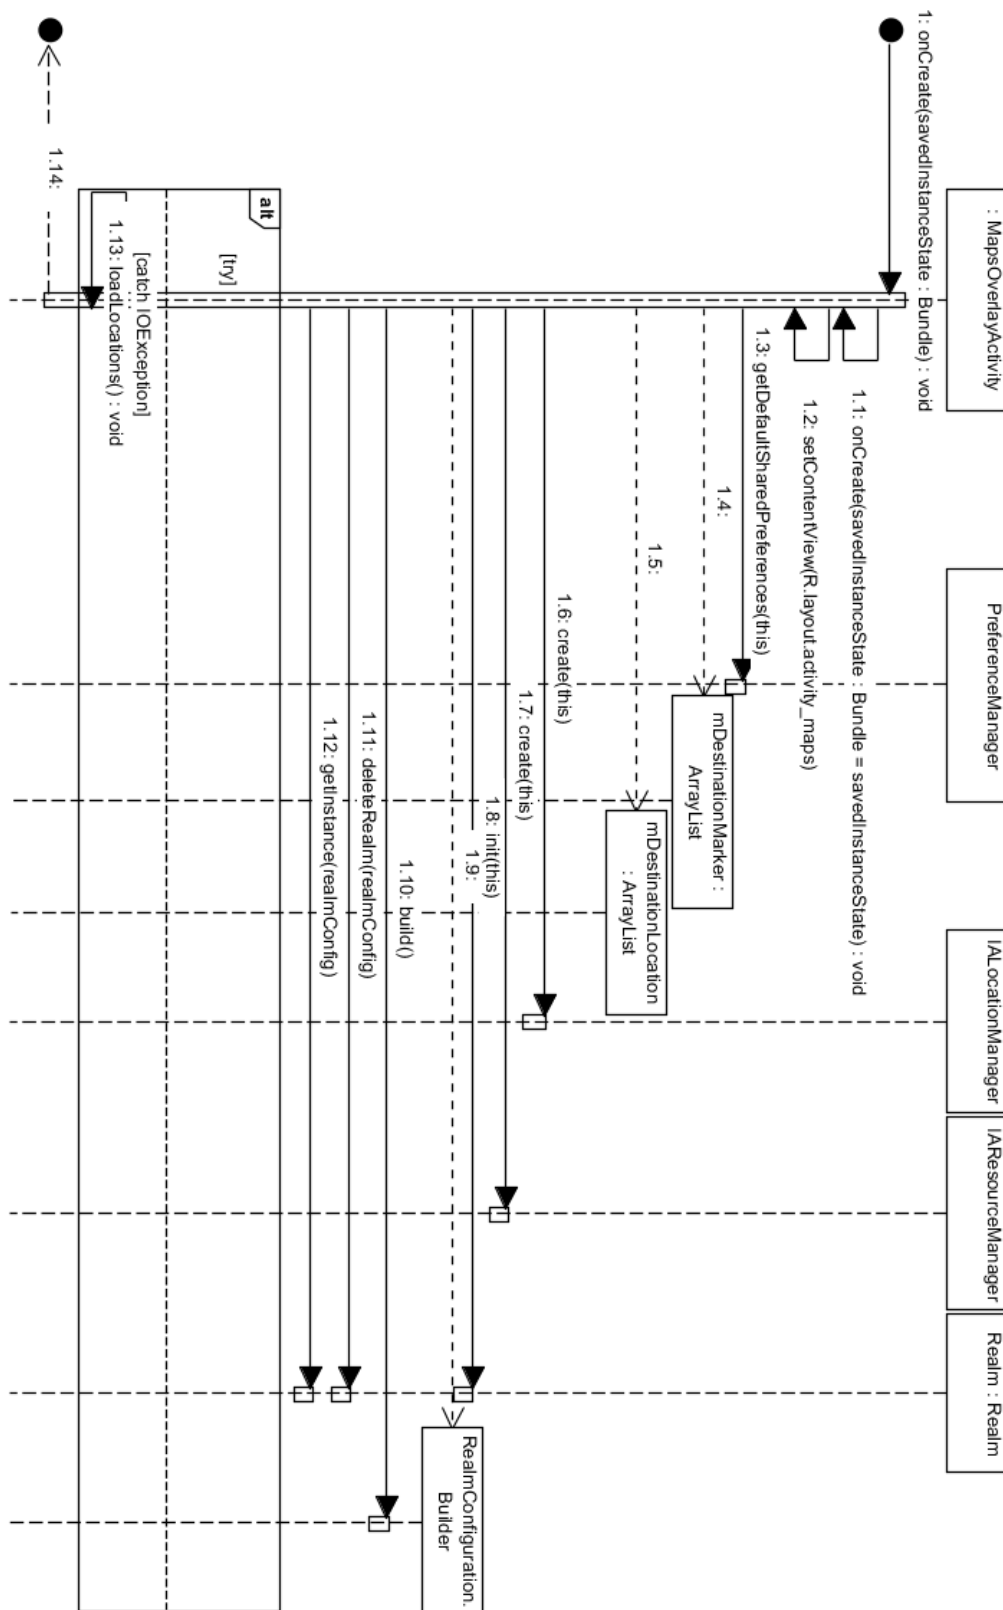 1: onCreate(savedInstanceState : Bundle) : void
: MapsOverlayActivity
PreferenceManager
IALocationManager
IAResourceManager
Realm : Realm
1.1: onCreate(savedInstanceState : Bundle = savedInstanceState) : void
1.2: setContentView(R.layout.activity_maps)
1.3: getDefaultSharedPreferences(this)
1.4:
mDestinationMarker :
ArrayList
1.5:
mDestinationLocation
: ArrayList
1.6: create(this)
1.7: create(this)
1.8: init(this)
1.9:
RealmConfiguration.
Builder
1.10: build()
1.11: deleteRealm(realmConfig)
1.12: getInstance(realmConfig)
alt
[try]
[catch IOException]
1.13: loadLocations() : void
1.14: